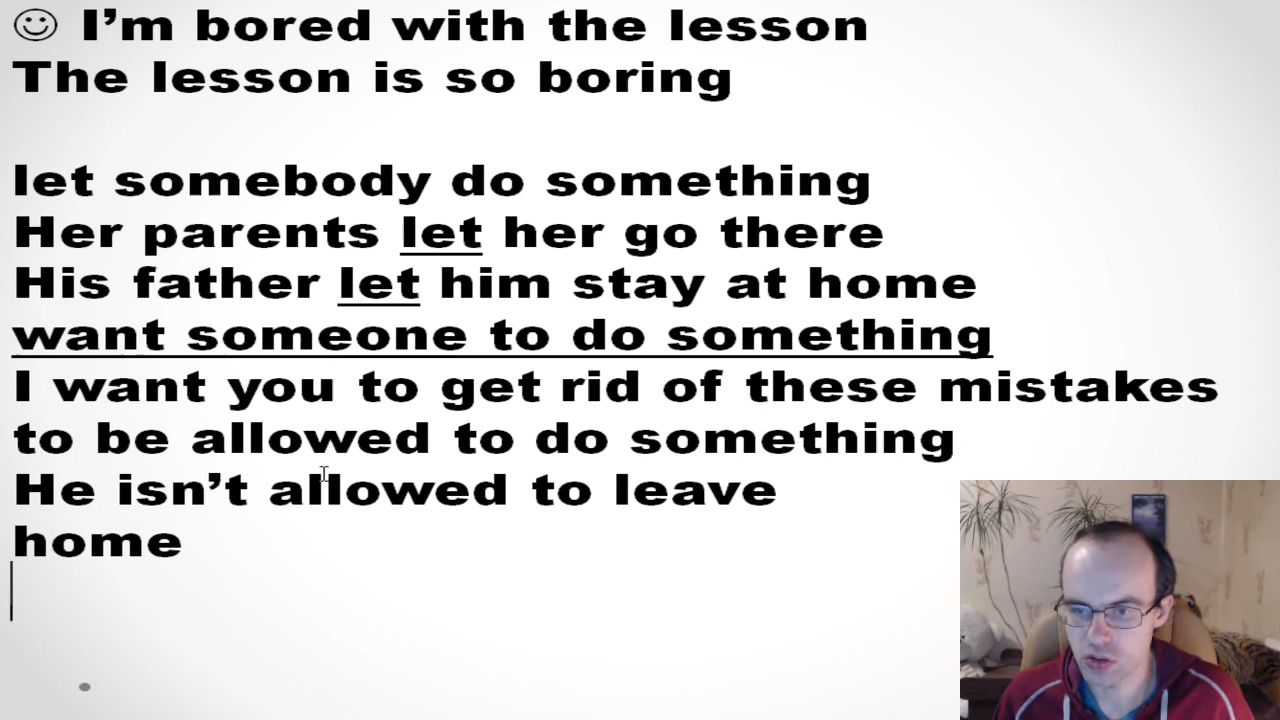 ☺ I’m bored with the lesson
The lesson is so boring
let somebody do something
Her parents let her go there
His father let him stay at home
want someone to do something
I want you to get rid of these mistakes
to be allowed to do something
He isn’t allowed to leave
home